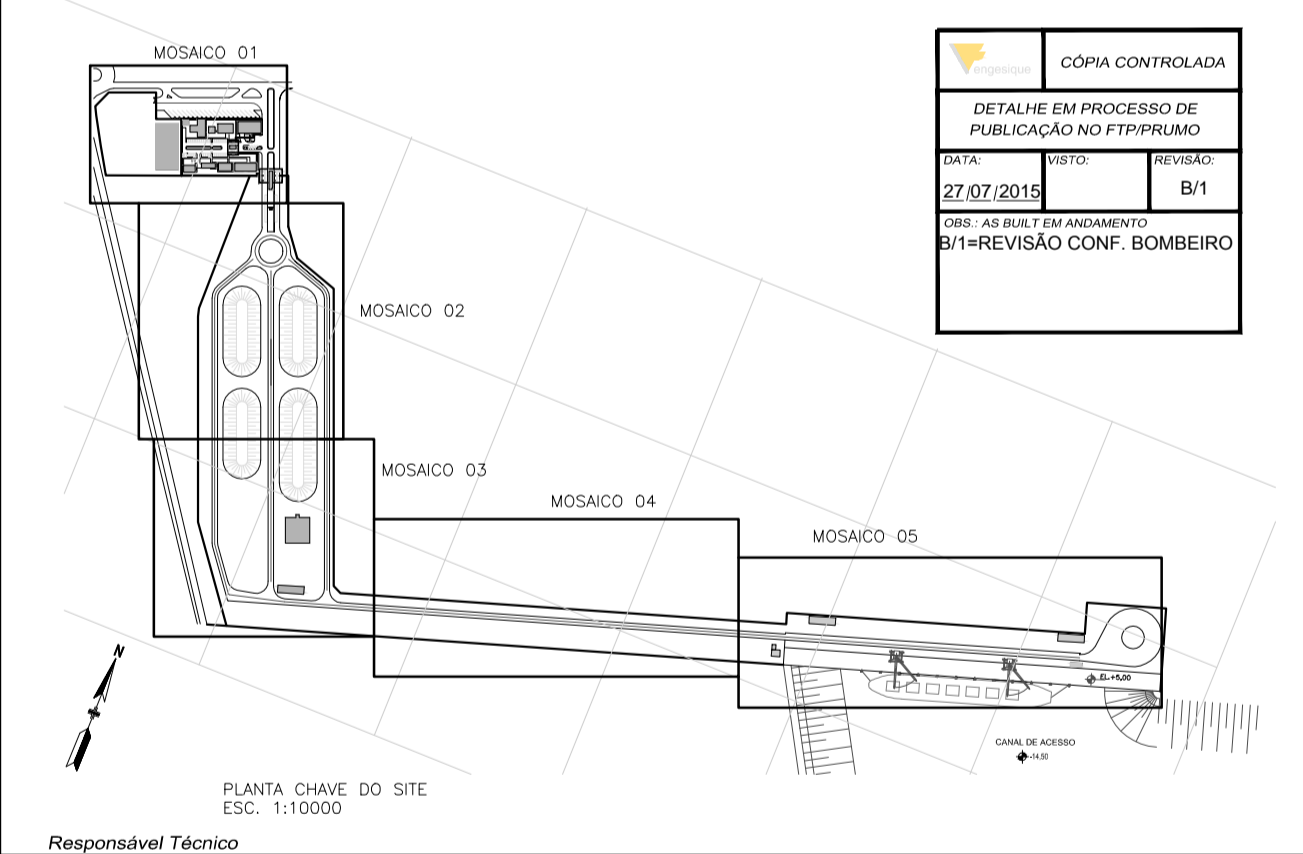 MOSAICO 01
engesique
CÓPIA CONTROLADA
DETALHE EM PROCESSO DE
PUBLICAÇÃO NO FTP/PRUMO
DATA:
27/07/2015
VISTO:
REVISÃO:
B/1
OBS.: AS BUILT EM ANDAMENTO
B/1=REVISÃO CONF. BOMBEIRO
MOSAICO 02
MOSAICO 03
MOSAICO 04
MOSAICO 05
N
EL.+5,00
CANAL DE ACESSO
-14.50
PLANTA CHAVE DO SITE
ESC. 1:10000
Responsável Técnico